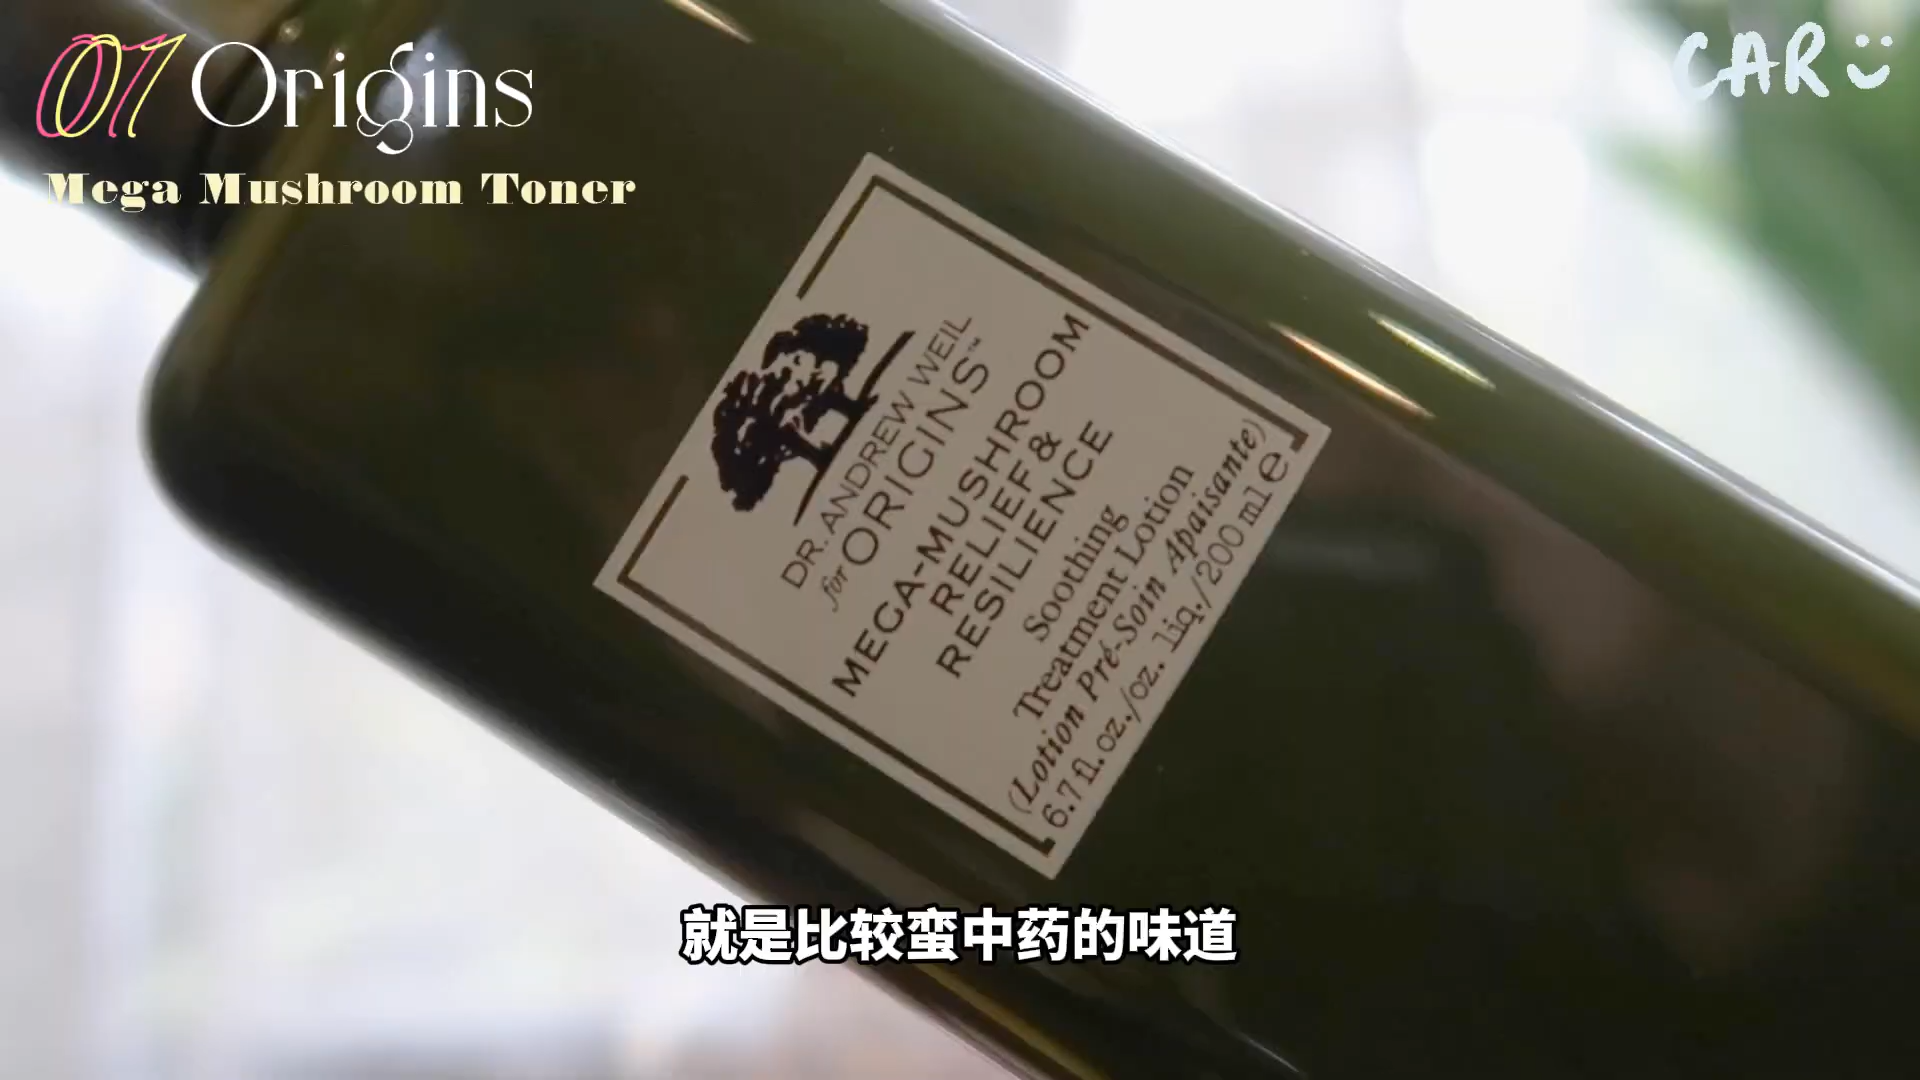 01 Origins
Mega Mushroom Toner
CAR
DR. ANDREW WEIL
for ORIGINS™
MEGA-MUSHROOM
RELIEF &
RESILIENCE
Soothing
Treatment Lotion
(Lotion Pré-Soin Apaisante)
6.7 fl. oz./oz. liq./200 ml e
就是比较蛮中药的味道